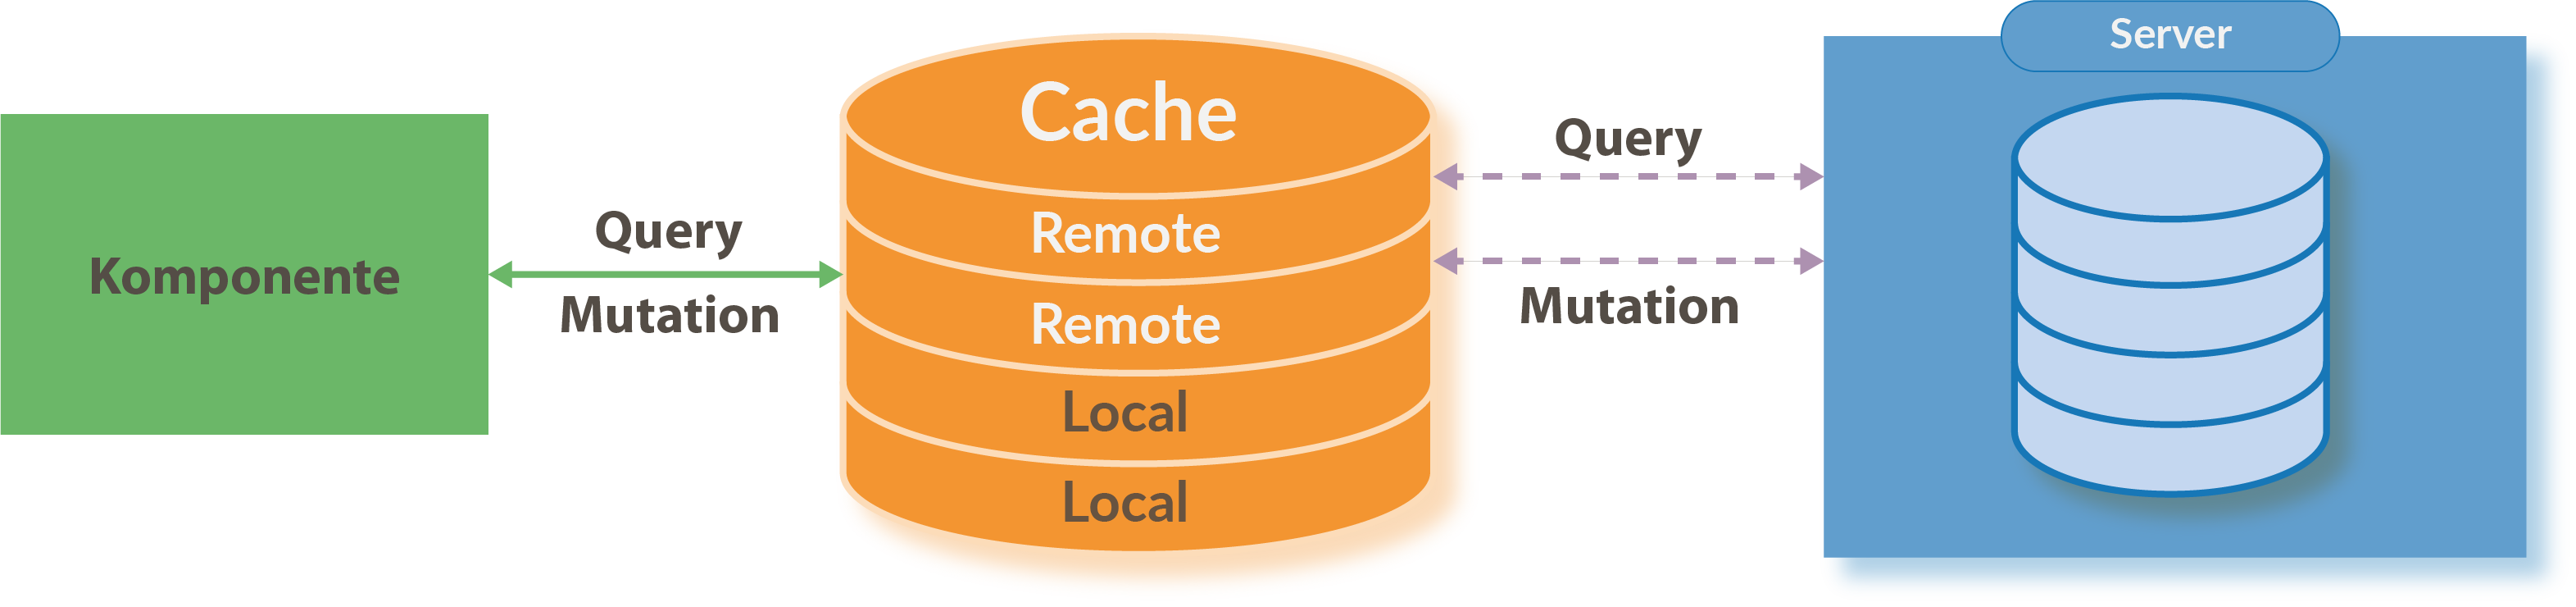 Komponente
Query
Mutation
Cache
Remote
Remote
Local
Local
Query
Mutation
Server